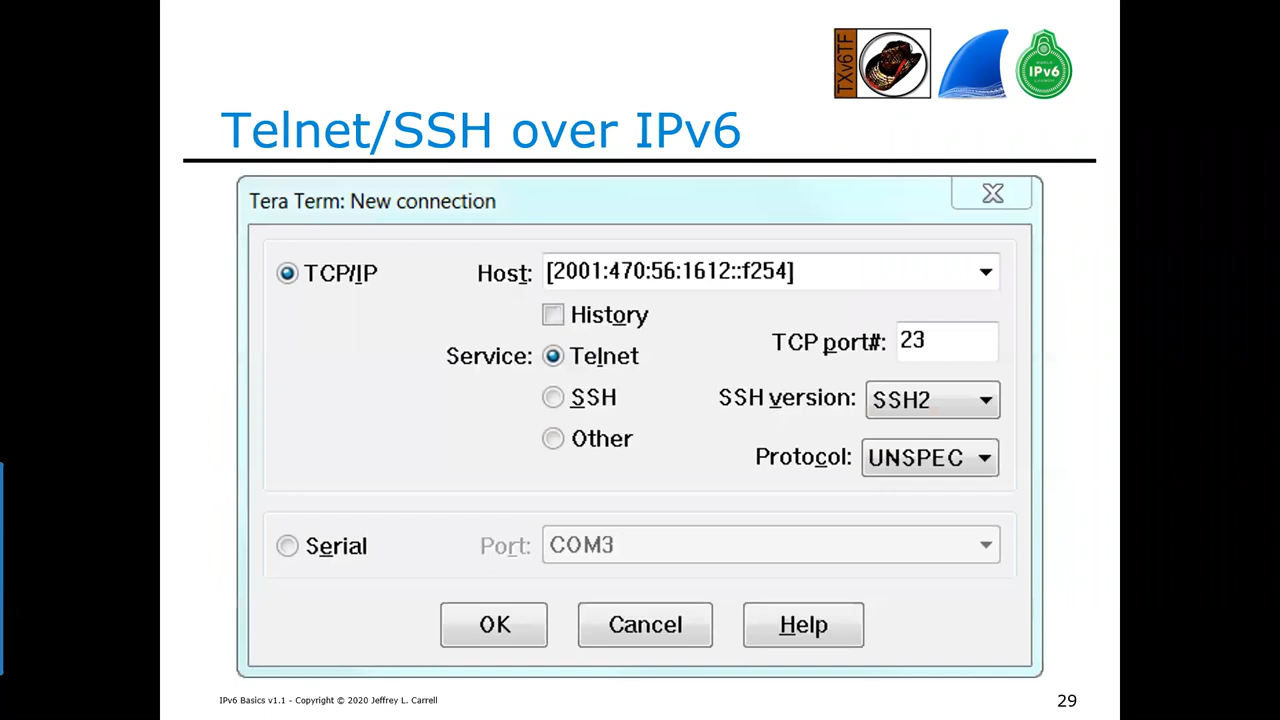 TXv6TF
WORLD
IPv6
LAUNCH
Telnet/SSH over IPv6
Tera Term: New connection
TCP/IP Host: [2001:470:56:1612::f254]
History
TCP port#: 23
Service: Telnet
SSH SSH version: SSH2
Other
Protocol: UNSPEC
Serial Port: COM3
OK Cancel Help
IPv6 Basics v1.1 - Copyright © 2020 Jeffrey L. Carrell 29